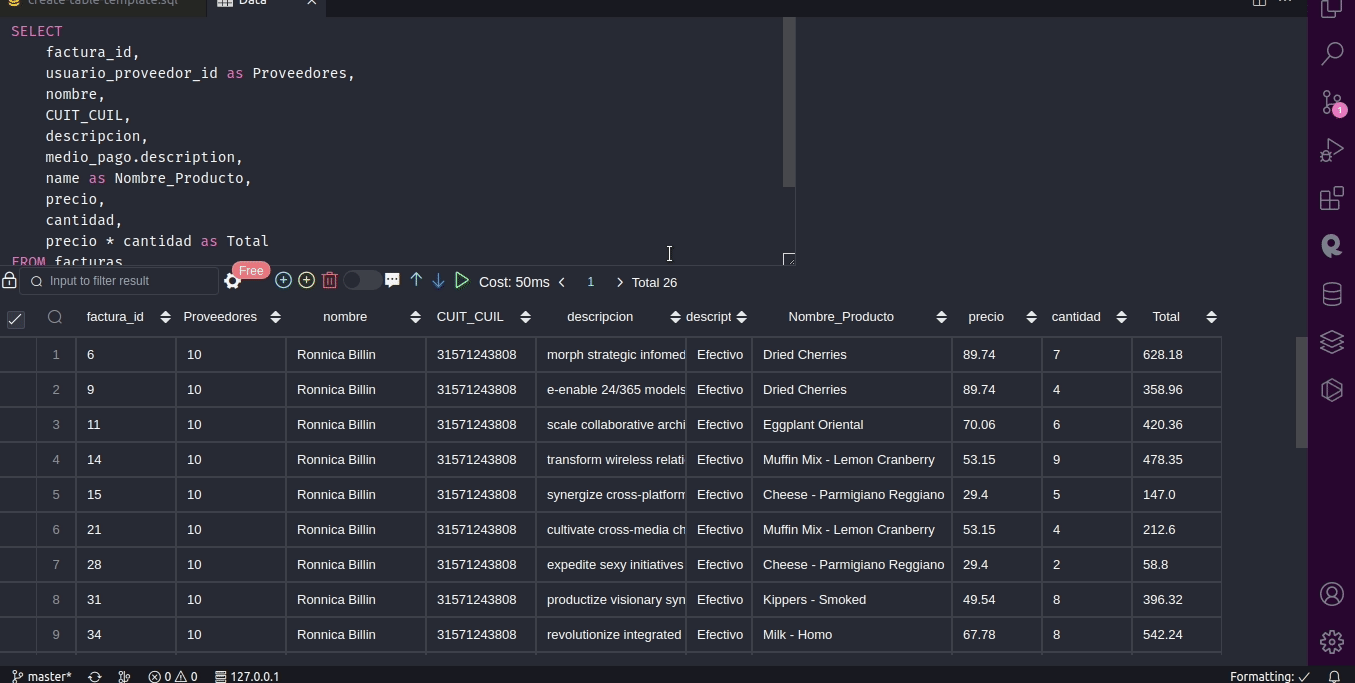 create-table-template.sql Data
SELECT
factura_id,
usuario_proveedor_id as Proveedores,
nombre,
CUIT_CUIL,
descripcion,
medio_pago.description,
name as Nombre_Producto,
precio,
cantidad,
precio * cantidad as Total
FROM facturas
Input to filter result Free Cost: 50ms < 1 > Total 26
factura_id Proveedores nombre CUIT_CUIL descripcion descript Nombre_Producto precio cantidad Total
1 6 10 Ronnica Billin 31571243808 morph strategic infomed Efectivo Dried Cherries 89.74 7 628.18
2 9 10 Ronnica Billin 31571243808 e-enable 24/365 models Efectivo Dried Cherries 89.74 4 358.96
3 11 10 Ronnica Billin 31571243808 scale collaborative archi Efectivo Eggplant Oriental 70.06 6 420.36
4 14 10 Ronnica Billin 31571243808 transform wireless relati Efectivo Muffin Mix - Lemon Cranberry 53.15 9 478.35
5 15 10 Ronnica Billin 31571243808 synergize cross-platform Efectivo Cheese - Parmigiano Reggiano 29.4 5 147.0
6 21 10 Ronnica Billin 31571243808 cultivate cross-media ch Efectivo Muffin Mix - Lemon Cranberry 53.15 4 212.6
7 28 10 Ronnica Billin 31571243808 expedite sexy initiatives Efectivo Cheese - Parmigiano Reggiano 29.4 2 58.8
8 31 10 Ronnica Billin 31571243808 productize visionary syn Efectivo Kippers - Smoked 49.54 8 396.32
9 34 10 Ronnica Billin 31571243808 revolutionize integrated Efectivo Milk - Homo 67.78 8 542.24
master* 0 0 127.0.0.1 Formatting: ✓
1